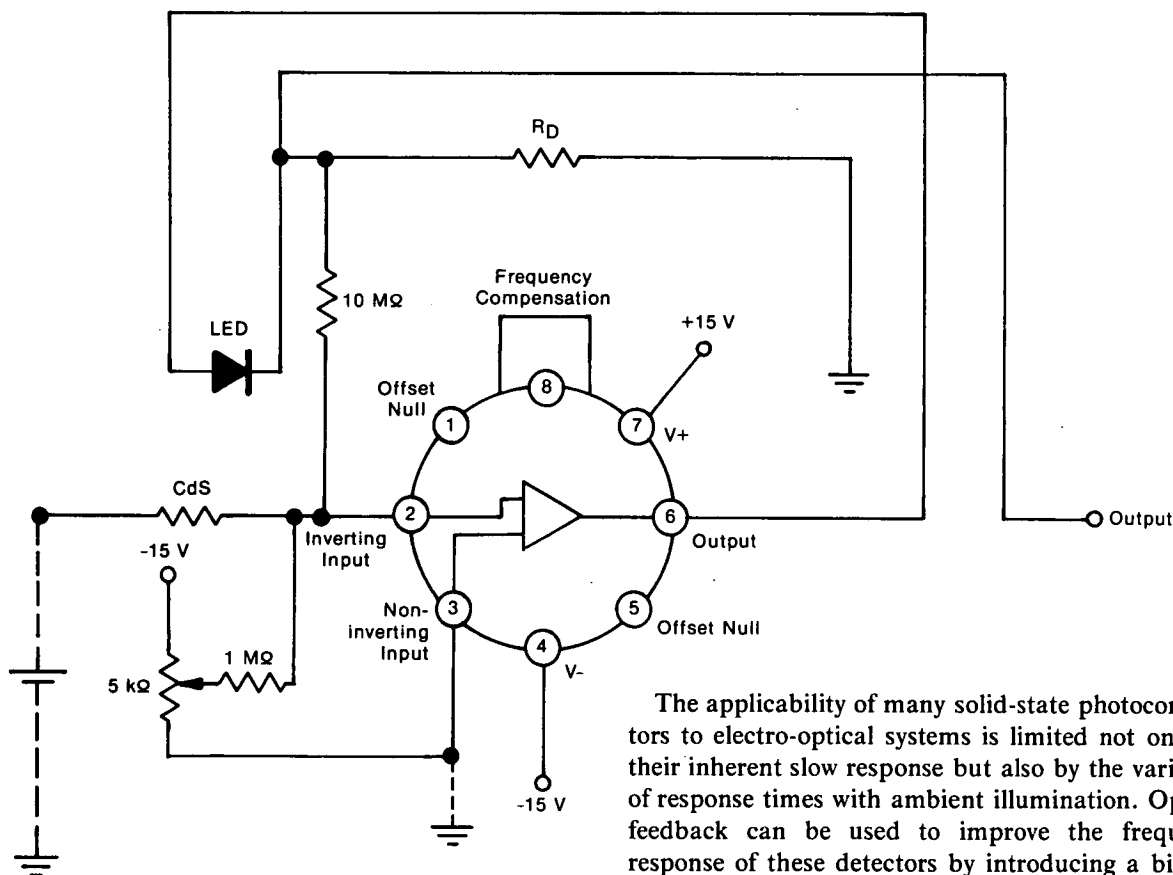 R_D
10 MΩ
Frequency
Compensation
+15 V
LED
Offset
Null
8
1
7
V+
CdS
2
6
Output
Inverting
Input
Output
-15 V
3
5
Non-
inverting
Input
Offset Null
4
V-
1 MΩ
5 kΩ
-15 V
The applicability of many solid-state photocon
tors to electro-optical systems is limited not on
their inherent slow response but also by the vari
of response times with ambient illumination. Op
feedback can be used to improve the frequ
response of these detectors by introducing a bi